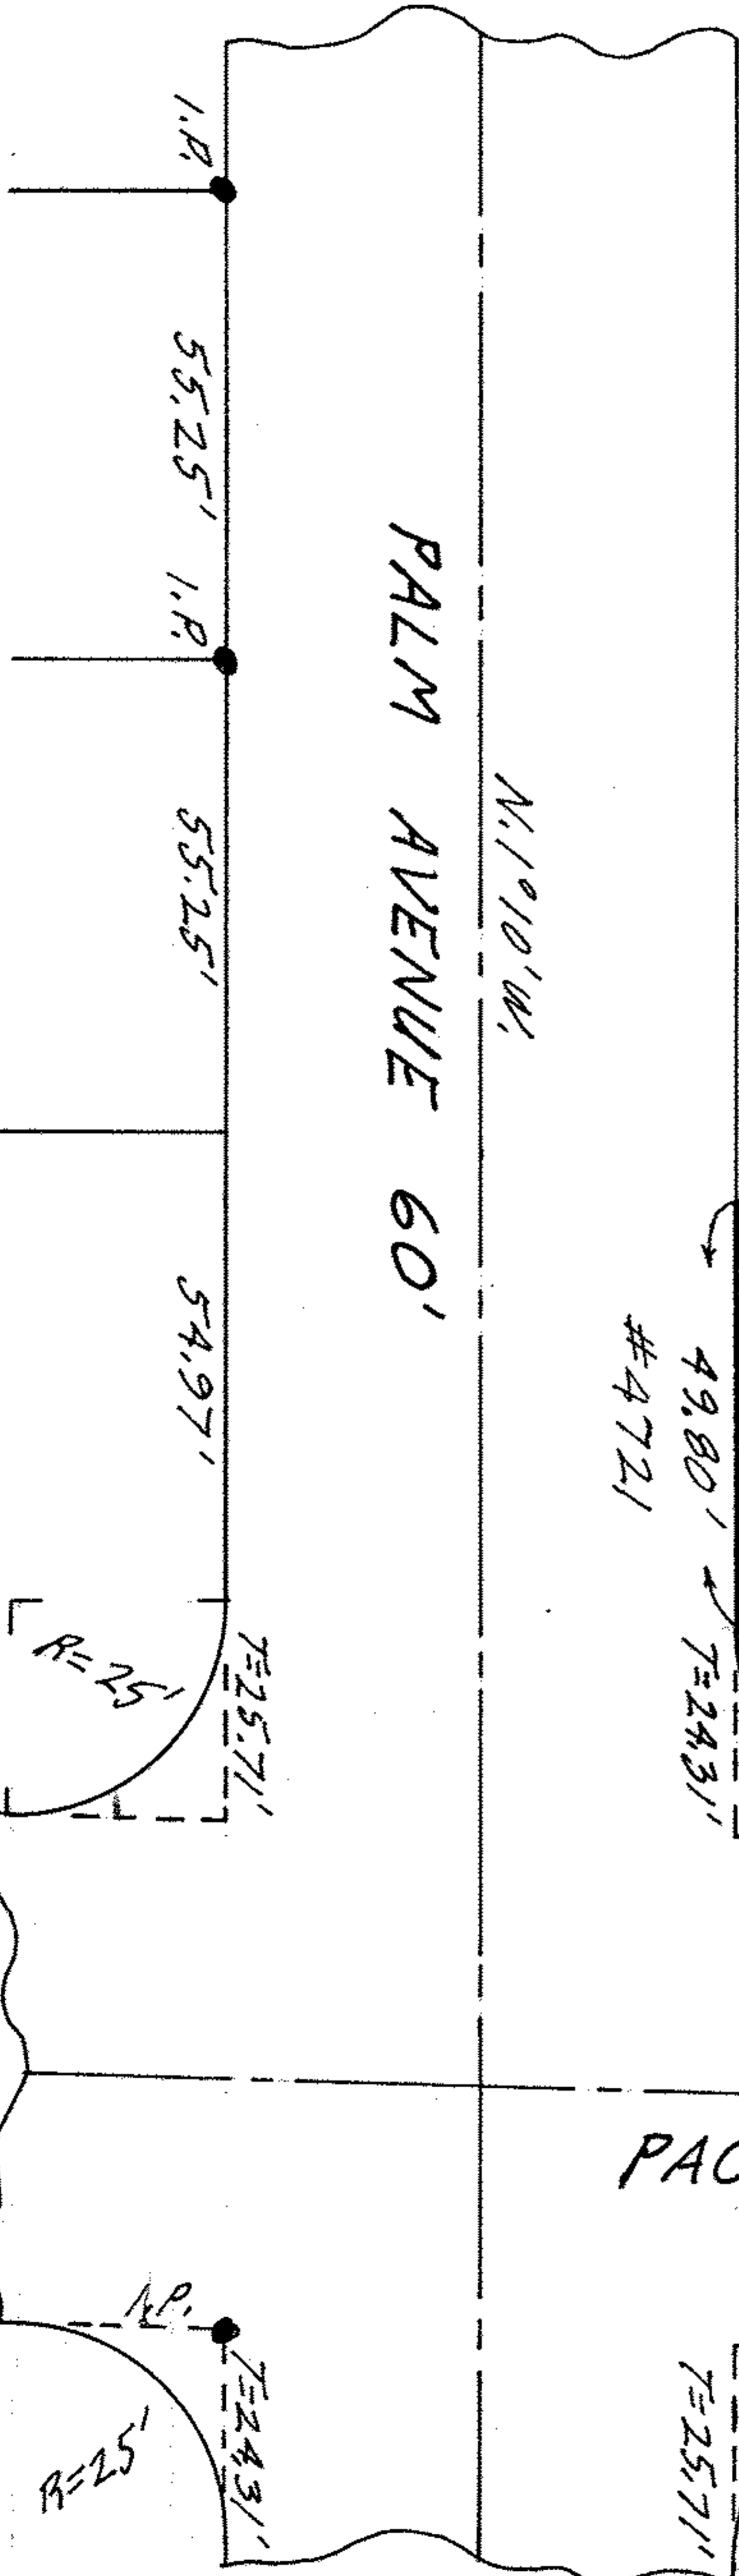 I.P.
55.25'
I.P.
55.25'
54.97'
R=25'
T=25.71'
PALM AVENUE 60'
N.1°10'W.
49.80'
#4721
T=24.31'
PAC
I.P.
T=24.31'
R=25'
T=25.71'